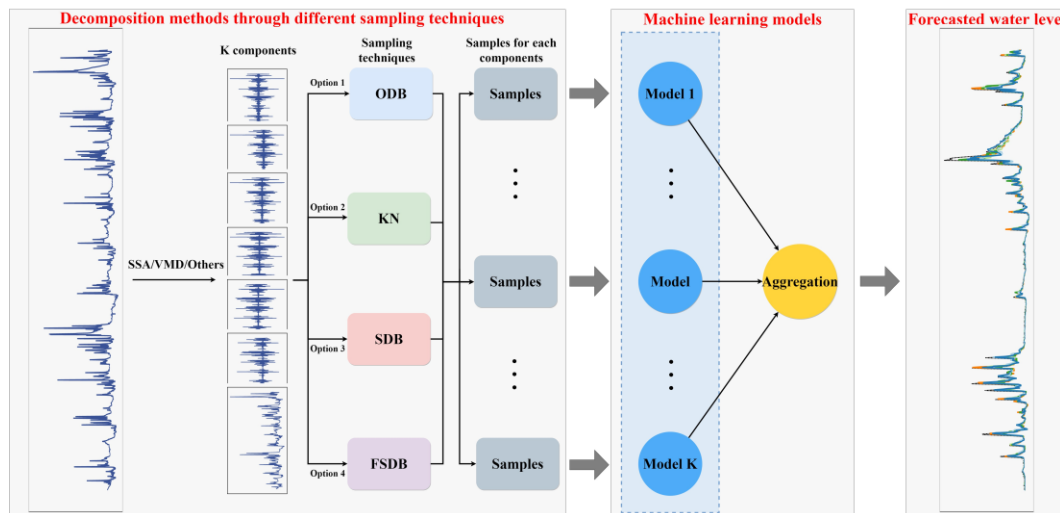 Decomposition methods through different sampling techniques
Machine learning models
Forecasted water level
K components
Sampling
techniques
Samples for each
components
Option 1
ODB
Samples
Model 1
Option 2
KN
SSA/VMD/Others
Samples
Model
Aggregation
Option 3
SDB
Option 4
FSDB
Samples
Model K